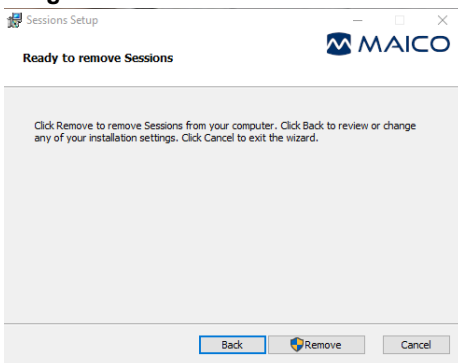 Sessions Setup
MAICO
Ready to remove Sessions
Click Remove to remove Sessions from your computer. Click Back to review or change
any of your installation settings. Click Cancel to exit the wizard.
Back Remove Cancel